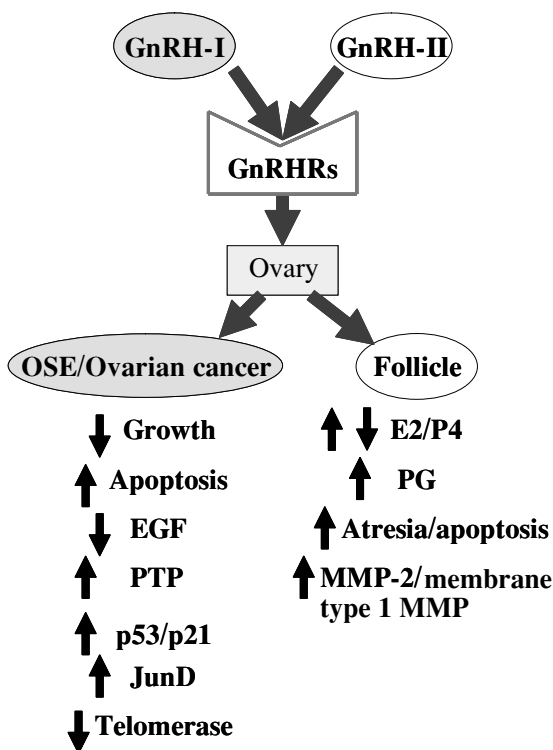 GnRH-I
GnRH-II
GnRHRs
Ovary
OSE/Ovarian cancer
Growth
Apoptosis
EGF
PTP
p53/p21
JunD
Telomerase
Follicle
E2/P4
PG
Atresia/apoptosis
MMP-2/membrane
type 1 MMP